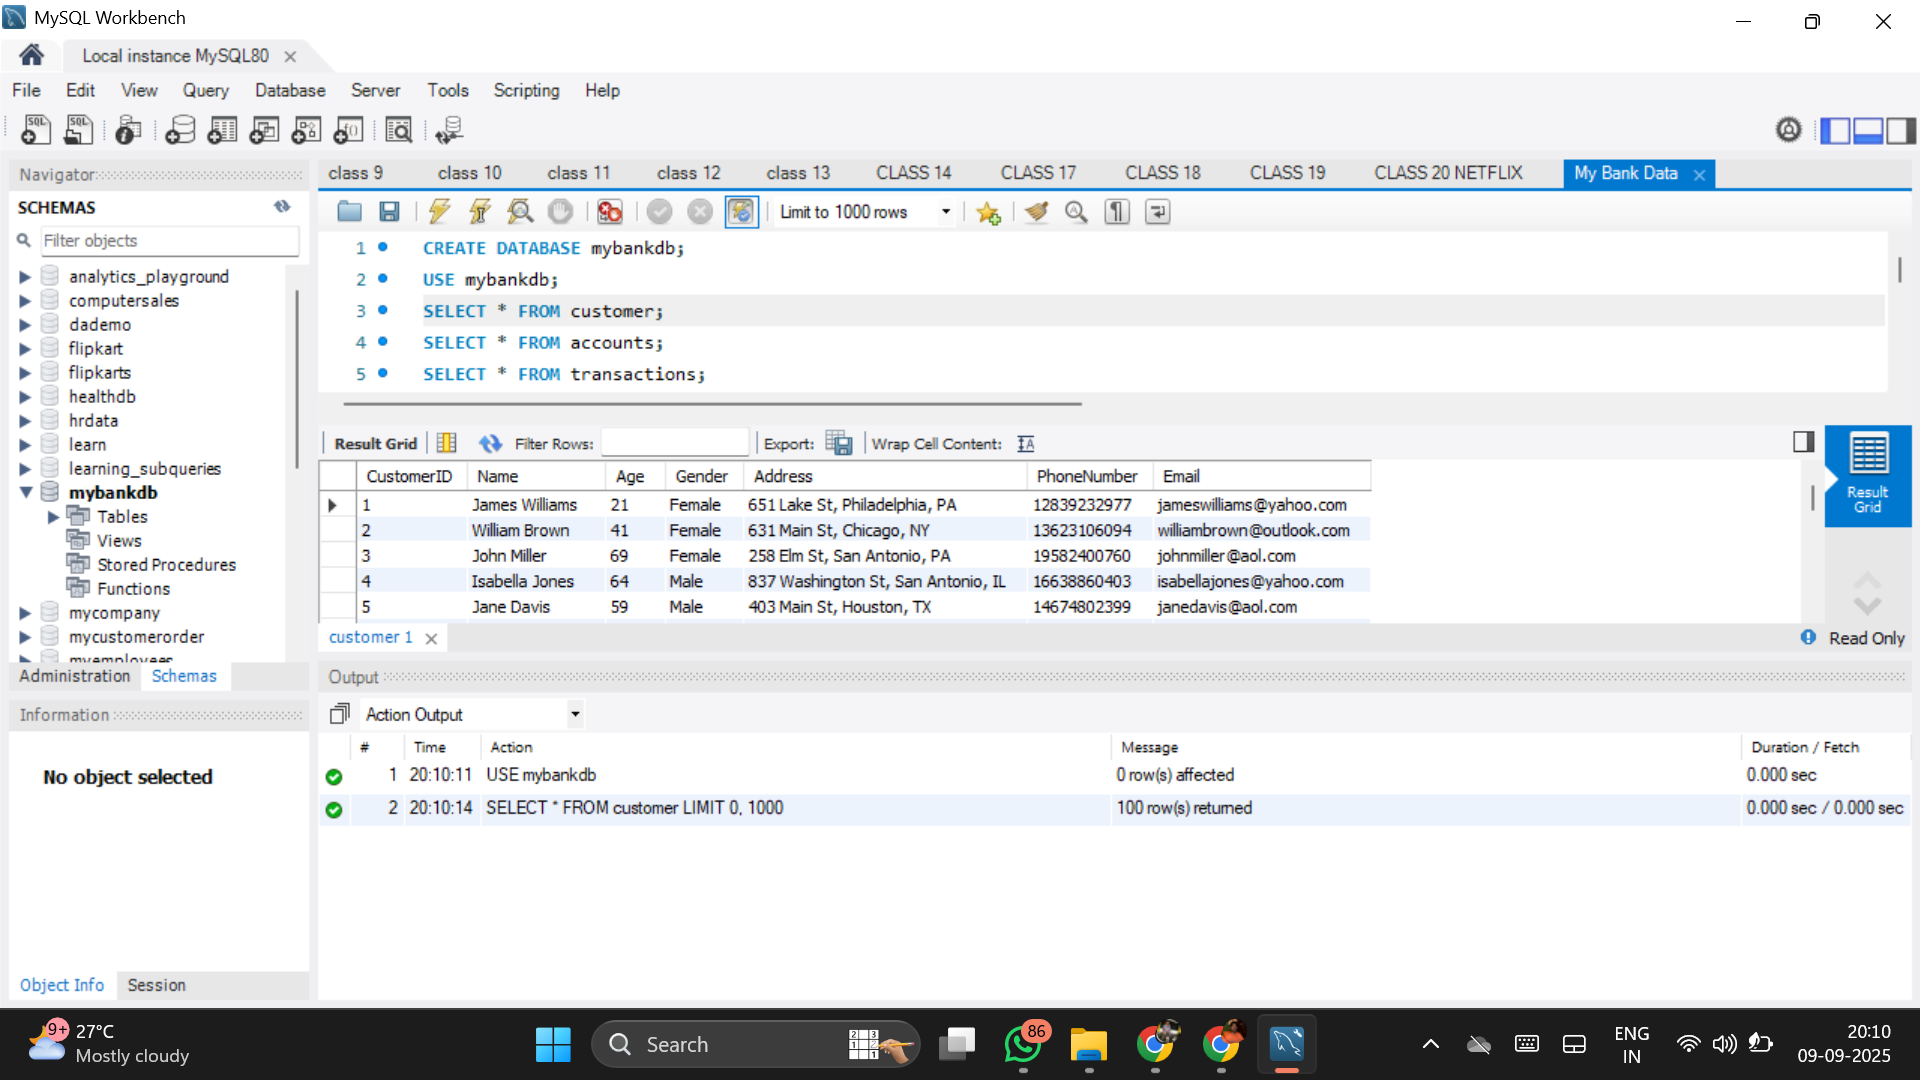 MySQL Workbench
Local instance MySQL80
File Edit View Query Database Server Tools Scripting Help
SQL SQL
Navigator
SCHEMAS
Filter objects
analytics_playground
computersales
dademo
flipkart
flipkarts
healthdb
hrdata
learn
learning_subqueries
mybankdb
Tables
Views
Stored Procedures
Functions
mycompany
mycustomerorder
myemployees
Administration Schemas
Information
No object selected
Object Info Session
class 9 class 10 class 11 class 12 class 13 CLASS 14 CLASS 17 CLASS 18 CLASS 19 CLASS 20 NETFLIX My Bank Data
Limit to 1000 rows
1 CREATE DATABASE mybankdb;
2 USE mybankdb;
3 SELECT * FROM customer;
4 SELECT * FROM accounts;
5 SELECT * FROM transactions;
Result Grid Filter Rows: Export: Wrap Cell Content:
CustomerID Name Age Gender Address PhoneNumber Email
1 James Williams 21 Female 651 Lake St, Philadelphia, PA 12839232977 jameswilliams@yahoo.com
2 William Brown 41 Female 631 Main St, Chicago, NY 13623106094 williambrown@outlook.com
3 John Miller 69 Female 258 Elm St, San Antonio, PA 19582400760 johnmiller@aol.com
4 Isabella Jones 64 Male 837 Washington St, San Antonio, IL 16638860403 isabellajones@yahoo.com
5 Jane Davis 59 Male 403 Main St, Houston, TX 14674802399 janedavis@aol.com
Result
Grid
customer 1
Read Only
Output
Action Output
# Time Action Message Duration / Fetch
1 20:10:11 USE mybankdb 0 row(s) affected 0.000 sec
2 20:10:14 SELECT * FROM customer LIMIT 0, 1000 100 row(s) returned 0.000 sec / 0.000 sec
9+
27°C
Mostly cloudy
Search
86
ENG
IN
20:10
09-09-2025